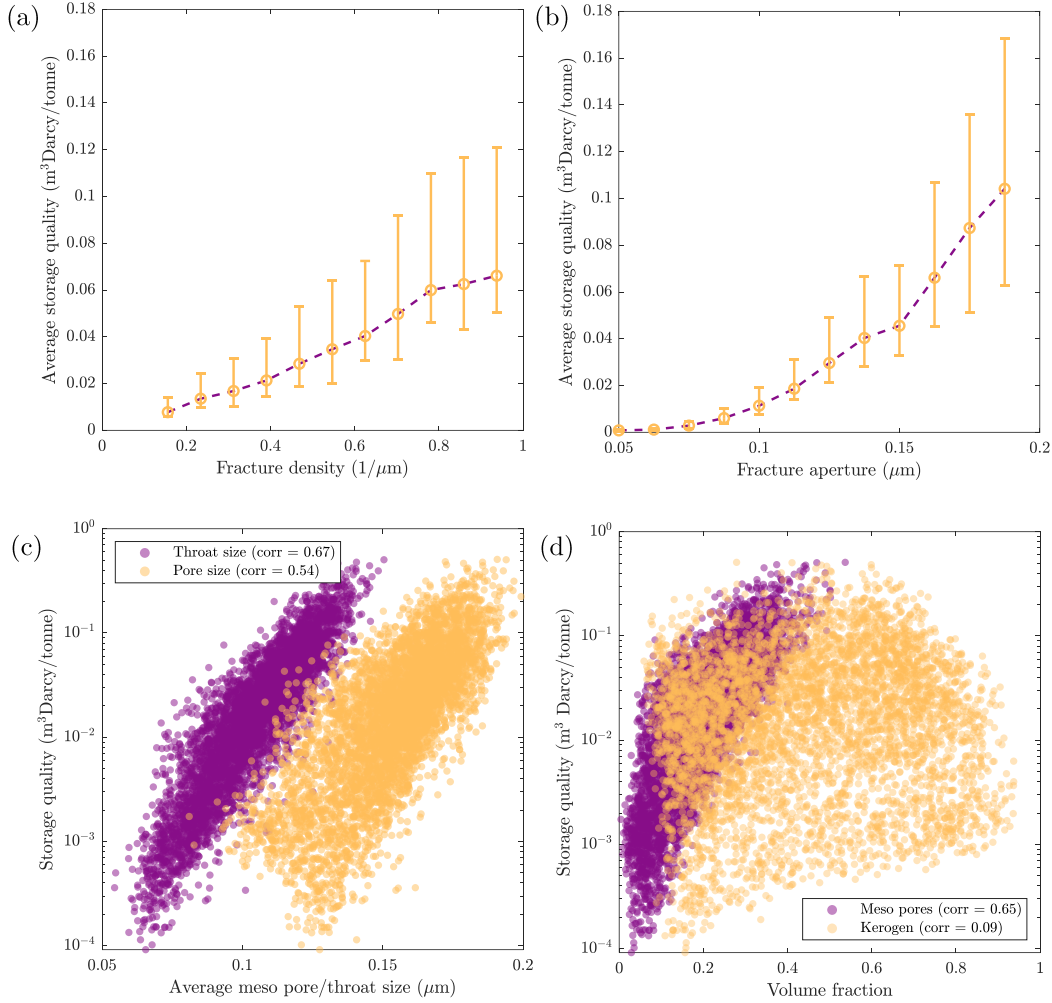 (a)
0.18
0.16
0.14
0.12
0.1
0.08
0.06
0.04
0.02
0
Average storage quality (m³Darcy/tonne)
0 0.2 0.4 0.6 0.8 1
Fracture density (1/μm)
(b)
0.18
0.16
0.14
0.12
0.1
0.08
0.06
0.04
0.02
0
Average storage quality (m³Darcy/tonne)
0.05 0.1 0.15 0.2
Fracture aperture (μm)
(c)
Throat size (corr = 0.67)
Pore size (corr = 0.54)
10⁰
10⁻¹
10⁻²
10⁻³
10⁻⁴
Storage quality (m³Darcy/tonne)
0.05 0.1 0.15 0.2
Average meso pore/throat size (μm)
(d)
10⁰
10⁻¹
10⁻²
10⁻³
10⁻⁴
Storage quality (m³ Darcy/tonne)
Meso pores (corr = 0.65)
Kerogen (corr = 0.09)
0 0.2 0.4 0.6 0.8 1
Volume fraction